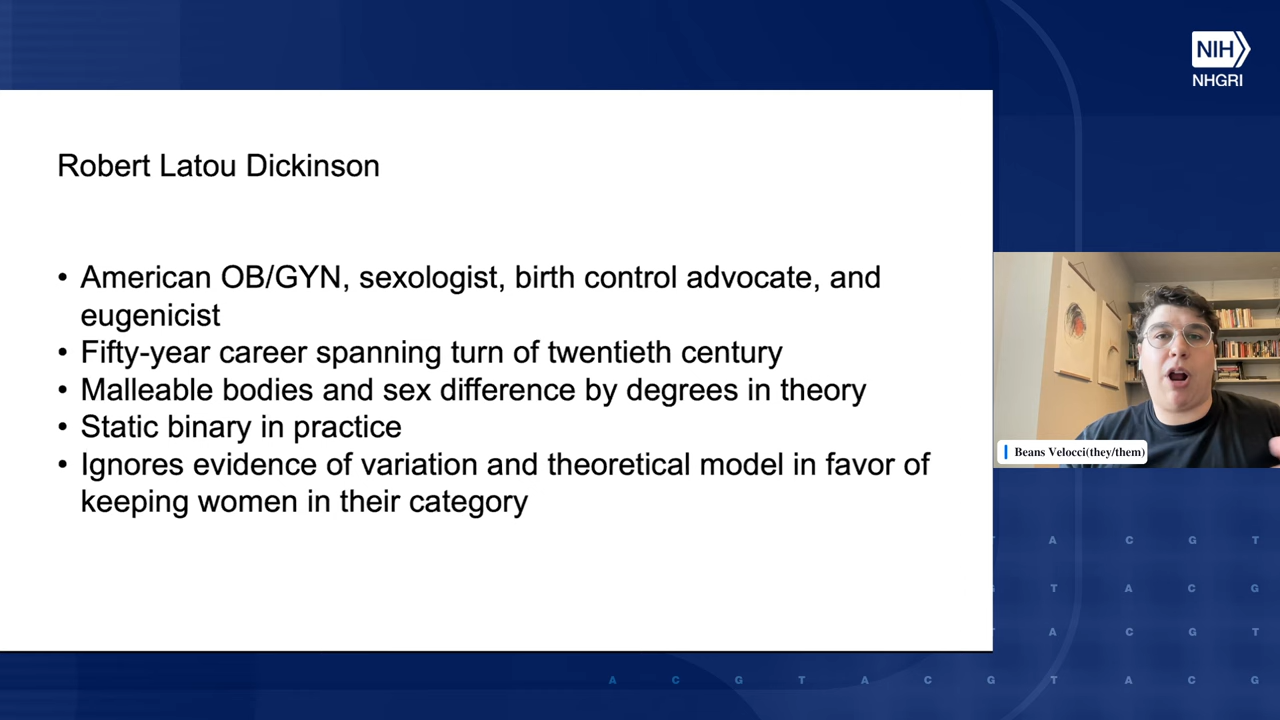 NIH
NHGRI
Robert Latou Dickinson
• American OB/GYN, sexologist, birth control advocate, and
eugenicist
• Fifty-year career spanning turn of twentieth century
• Malleable bodies and sex difference by degrees in theory
• Static binary in practice
• Ignores evidence of variation and theoretical model in favor of
keeping women in their category
Beans Velocci(they/them)
T A C G T
G T A C G
T A C G T
A C G T A C G T A C G